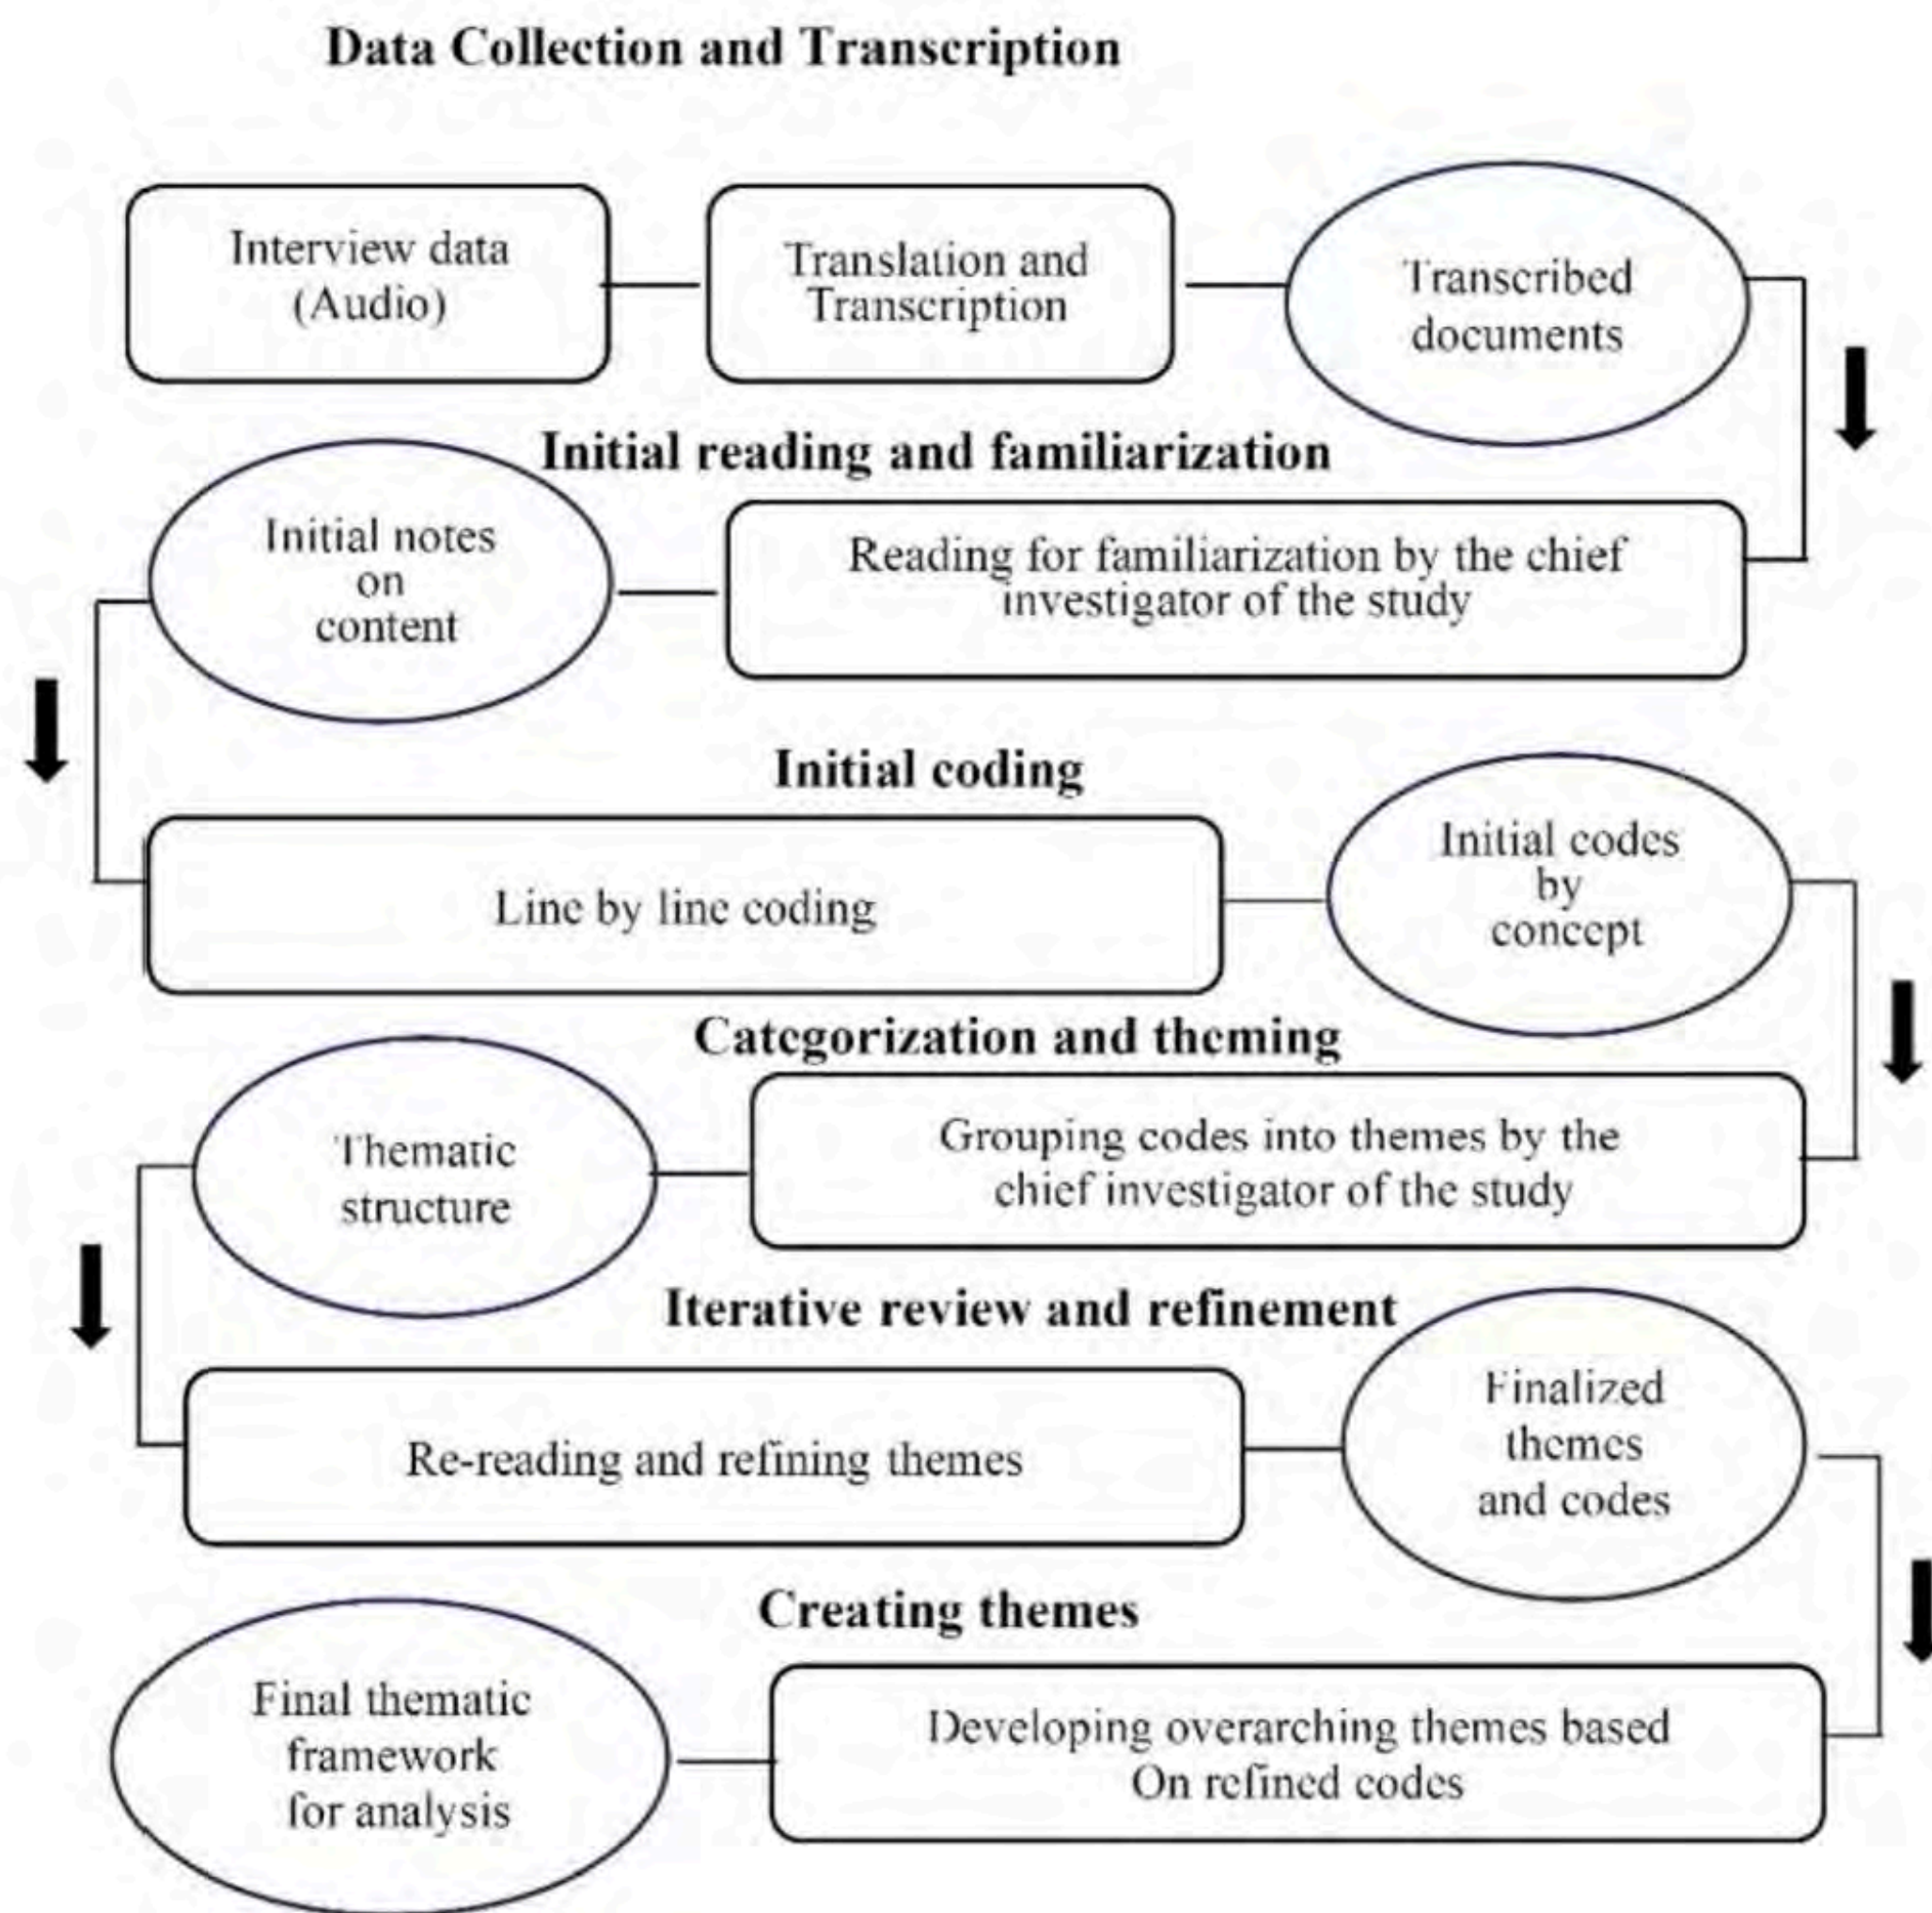 Data Collection and Transcription
Interview data
(Audio)
Translation and
Transcription
Transcribed
documents
Initial reading and familiarization
Initial notes
on
content
Reading for familiarization by the chief
investigator of the study
Initial coding
Line by line coding
Initial codes
by
concept
Categorization and theming
Thematic
structure
Grouping codes into themes by the
chief investigator of the study
Iterative review and refinement
Re-reading and refining themes
Finalized
themes
and codes
Creating themes
Final thematic
framework
for analysis
Developing overarching themes based
On refined codes